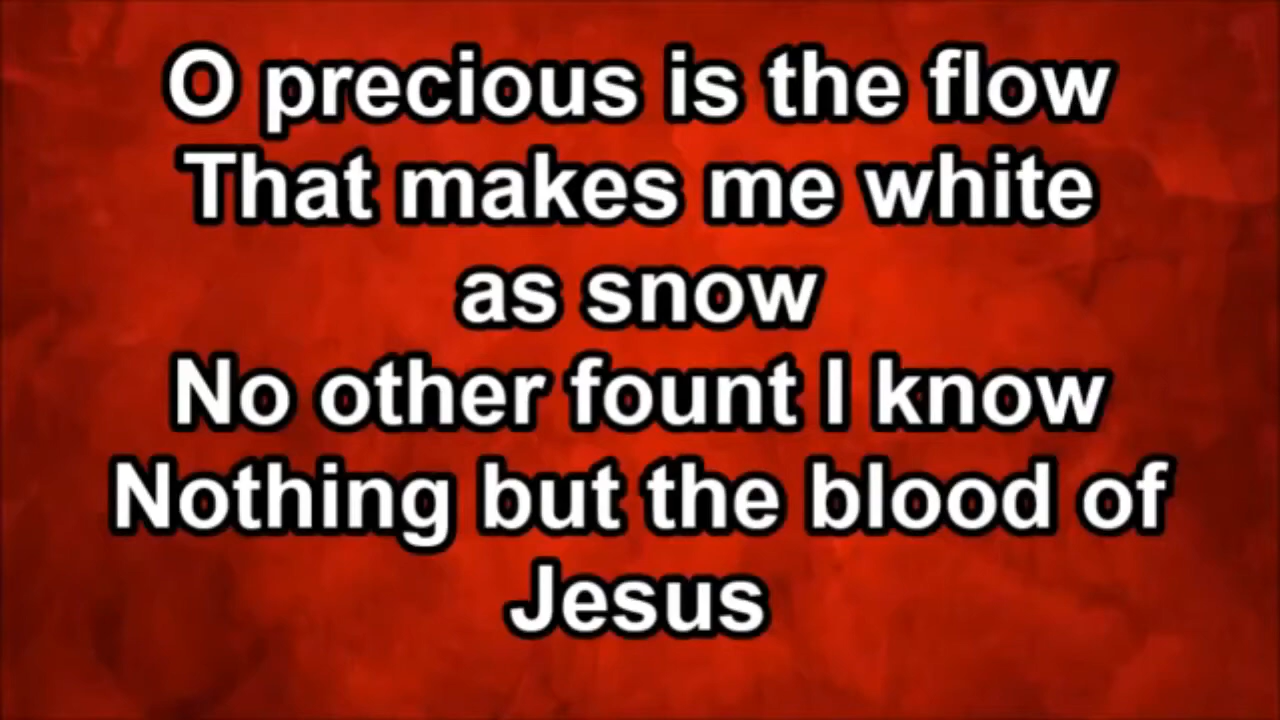 O precious is the flow
That makes me white
as snow
No other fount I know
Nothing but the blood of
Jesus